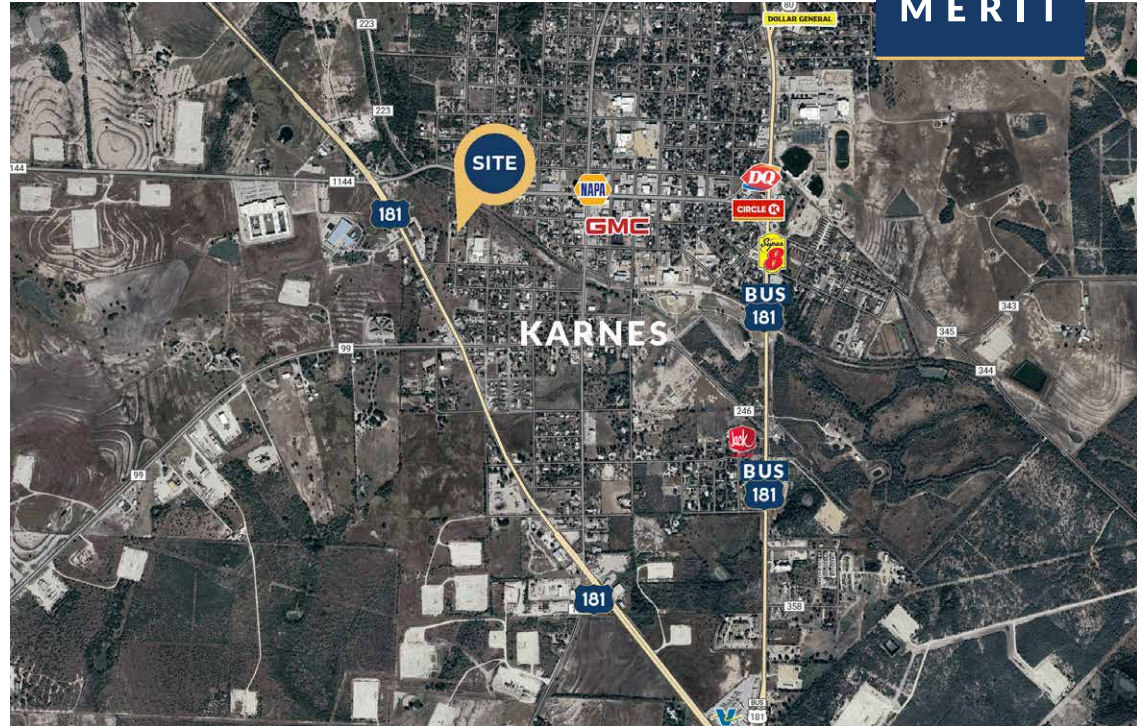 MERIT
80
DOLLAR GENERAL
223
223
SITE
144
1144
181
NAPA
GMC
DQ
CIRCLE K
Super
8
BUS
181
343
345
344
KARNES
99
246
Jack
BUS
181
99
181
358
BUS
181
V